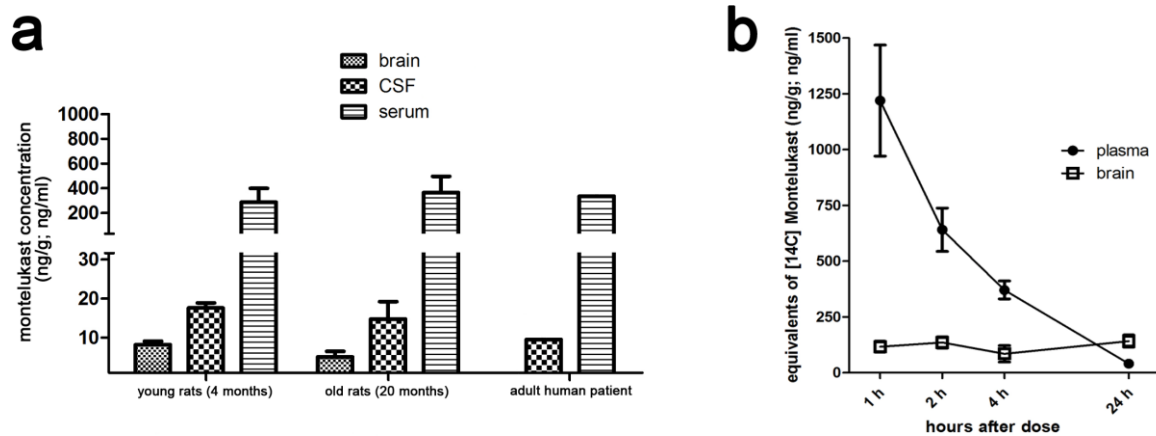 a
brain
CSF
serum
montelukast concentration
(ng/g; ng/ml)
1000
800
600
400
200
30
20
10
young rats (4 months)
old rats (20 months)
adult human patient
b
equivalents of [14C] Montelukast (ng/g; ng/ml)
1500
1250
1000
750
500
250
0
plasma
brain
1 h
2 h
4 h
24 h
hours after dose